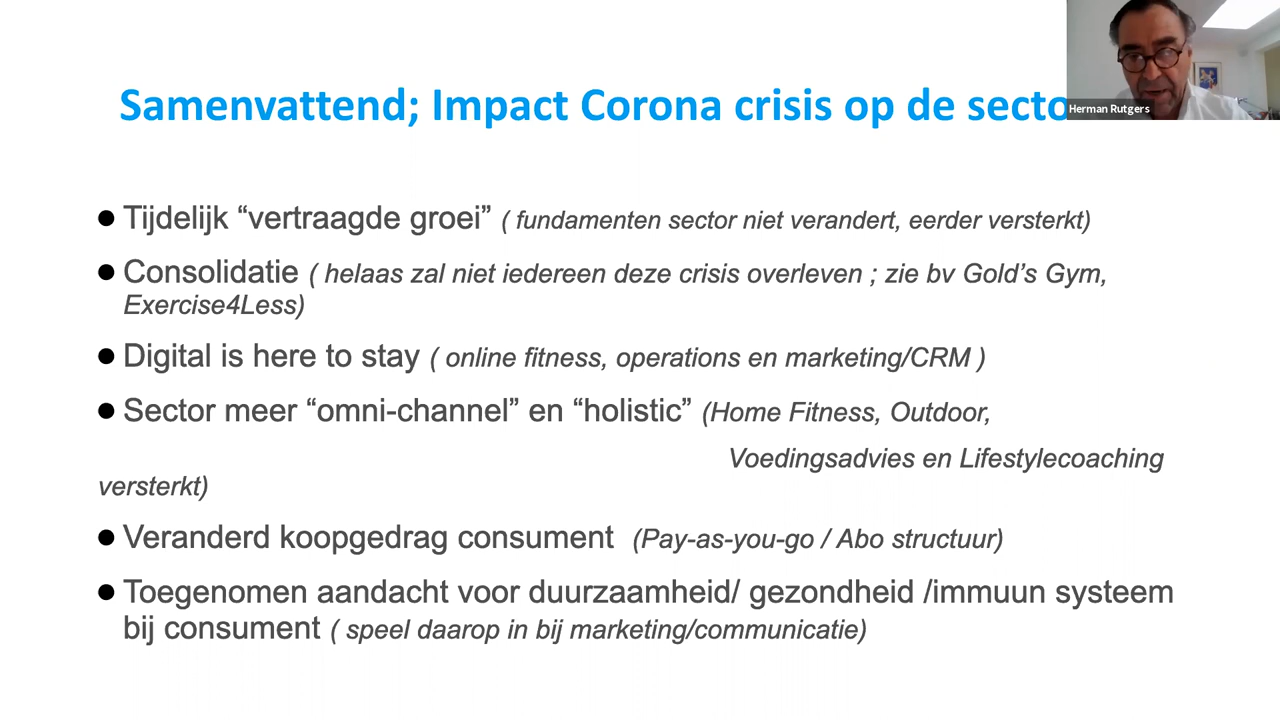 Samenvattend; Impact Corona crisis op de secto
Herman Rutgers
● Tijdelijk “vertraagde groei” ( fundamenten sector niet verandert, eerder versterkt)
● Consolidatie ( helaas zal niet iedereen deze crisis overleven ; zie bv Gold’s Gym,
Exercise4Less)
● Digital is here to stay ( online fitness, operations en marketing/CRM )
● Sector meer “omni-channel” en “holistic” (Home Fitness, Outdoor,
Voedingsadvies en Lifestylecoaching
versterkt)
● Veranderd koopgedrag consument (Pay-as-you-go / Abo structuur)
● Toegenomen aandacht voor duurzaamheid/ gezondheid /immuun systeem
bij consument ( speel daarop in bij marketing/communicatie)